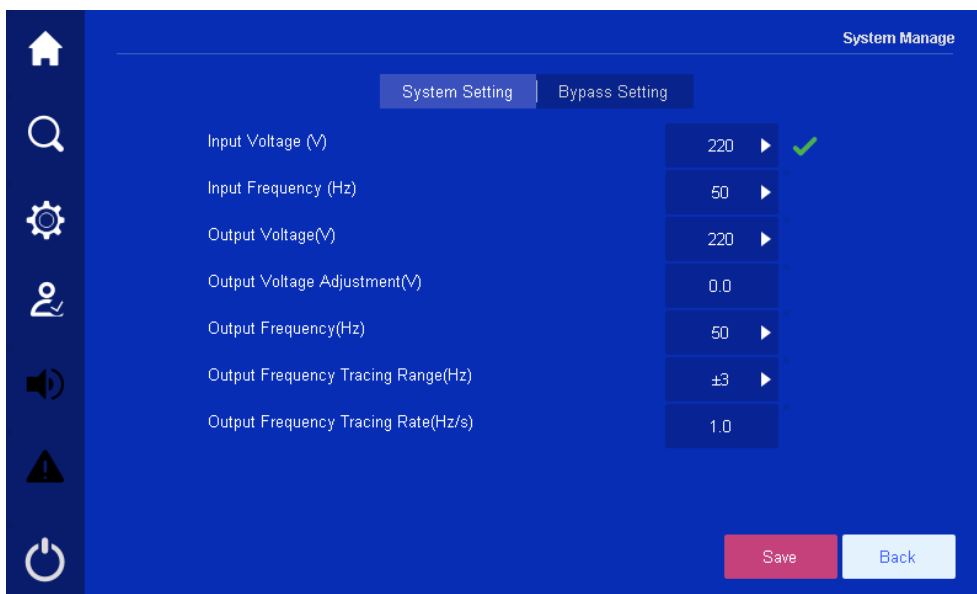 System Manage
System Setting Bypass Setting
Input Voltage (V) 220
Input Frequency (Hz) 50
Output Voltage(V) 220
Output Voltage Adjustment(V) 0.0
Output Frequency(Hz) 50
Output Frequency Tracing Range(Hz) ±3
Output Frequency Tracing Rate(Hz/s) 1.0
Save Back